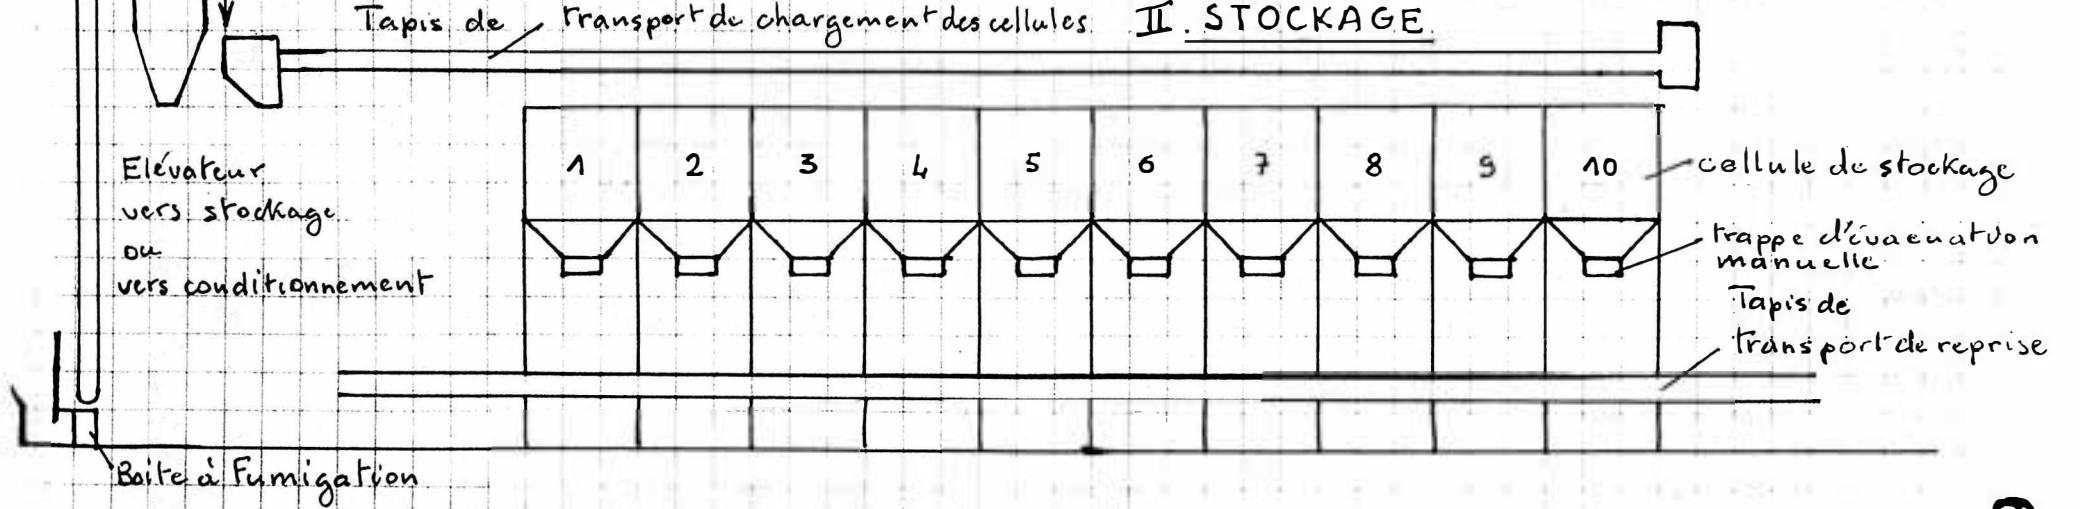 Tapis de transport de chargement des cellules
II. STOCKAGE
Elévateur
vers stockage
ou
vers conditionnement
1 2 3 4 5 6 7 8 9 10
cellule de stockage
trappe d'évacuation
manuelle
Tapis de
transport de reprise
Boite à Fumigation